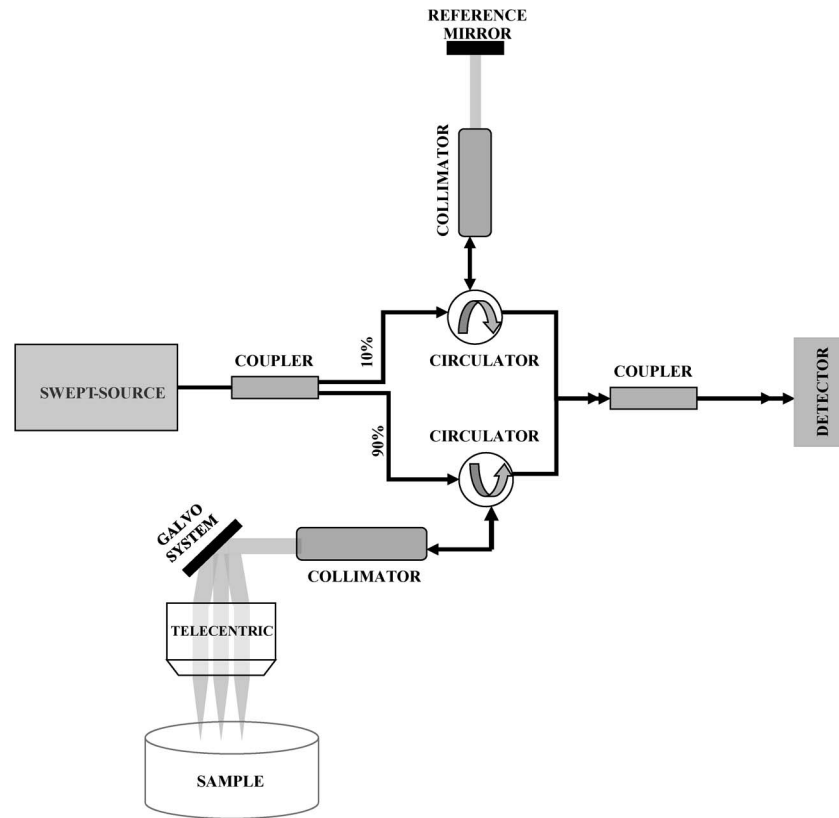 REFERENCE
MIRROR
COLLIMATOR
10%
CIRCULATOR
SWEPT-SOURCE
COUPLER
COUPLER
DETECTOR
90%
CIRCULATOR
GALVO
SYSTEM
COLLIMATOR
TELECENTRIC
SAMPLE